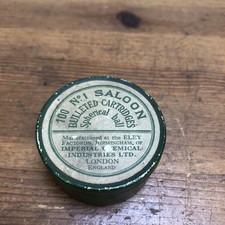 100 Nº1 SALOON
BULLETED CARTRIDGES
Spherical ball
Manufactured at the ELEY
FACTORIES, BIRMINGHAM, OF
IMPERIAL CHEMICAL
INDUSTRIES LTD.
LONDON
ENGLAND